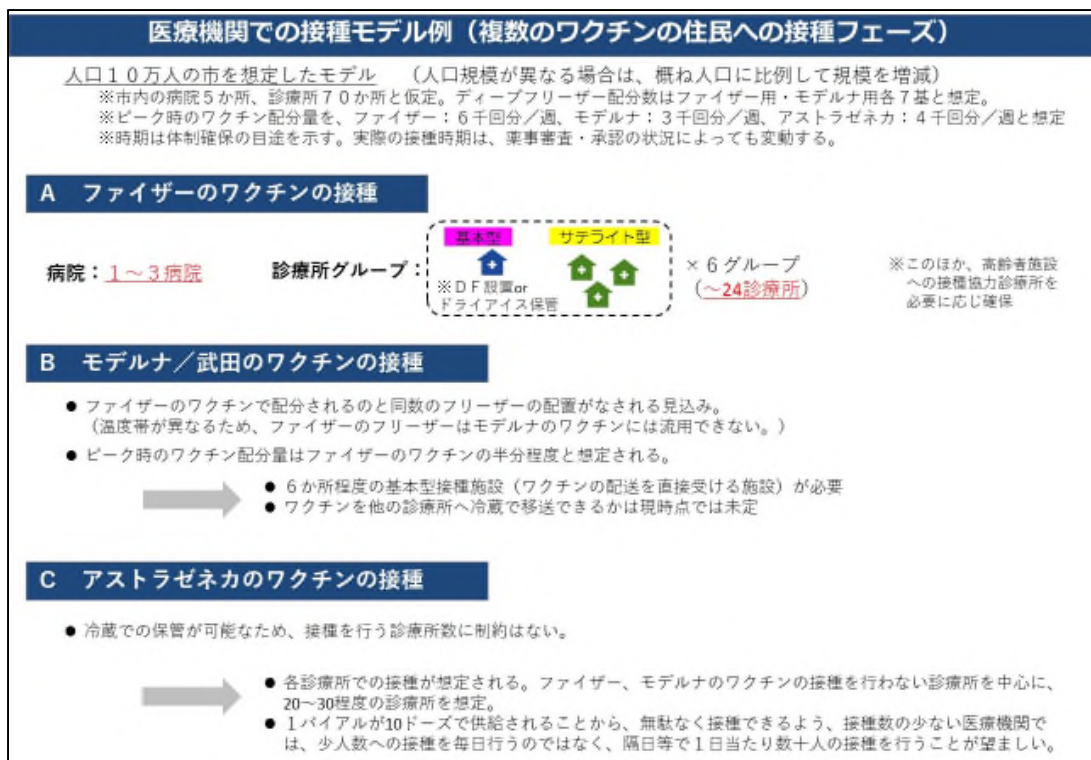 医療機関での接種モデル例（複数のワクチンの住民への接種フェーズ）
人口１０万人の市を想定したモデル　（人口規模が異なる場合は、概ね人口に比例して規模を増減）
※市内の病院５か所、診療所７０か所と仮定。ディープフリーザー配分数はファイザー用・モデルナ用各７基と想定。
※ピーク時のワクチン配分量を、ファイザー：６千回分／週、モデルナ：３千回分／週、アストラゼネカ：４千回分／週と想定
※時期は体制確保の目途を示す。実際の接種時期は、薬事審査・承認の状況によっても変動する。
A　ファイザーのワクチンの接種
病院：１～３病院
診療所グループ：
基本型
サテライト型
※ＤＦ設置or
ドライアイス保管
×６グループ
（～24診療所）
※このほか、高齢者施設
への接種協力診療所を
必要に応じ確保
B　モデルナ／武田のワクチンの接種
● ファイザーのワクチンで配分されるのと同数のフリーザーの配置がなされる見込み。
（温度帯が異なるため、ファイザーのフリーザーはモデルナのワクチンには流用できない。）
● ピーク時のワクチン配分量はファイザーのワクチンの半分程度と想定される。
● ６か所程度の基本型接種施設（ワクチンの配送を直接受ける施設）が必要
● ワクチンを他の診療所へ冷蔵で移送できるかは現時点では未定
C　アストラゼネカのワクチンの接種
● 冷蔵での保管が可能なため、接種を行う診療所数に制約はない。
● 各診療所での接種が想定される。ファイザー、モデルナのワクチンの接種を行わない診療所を中心に、
20～30程度の診療所を想定。
● １バイアルが10ドーズで供給されることから、無駄なく接種できるよう、接種数の少ない医療機関で
は、少人数への接種を毎日行うのではなく、隔日等で１日当たり数十人の接種を行うことが望ましい。